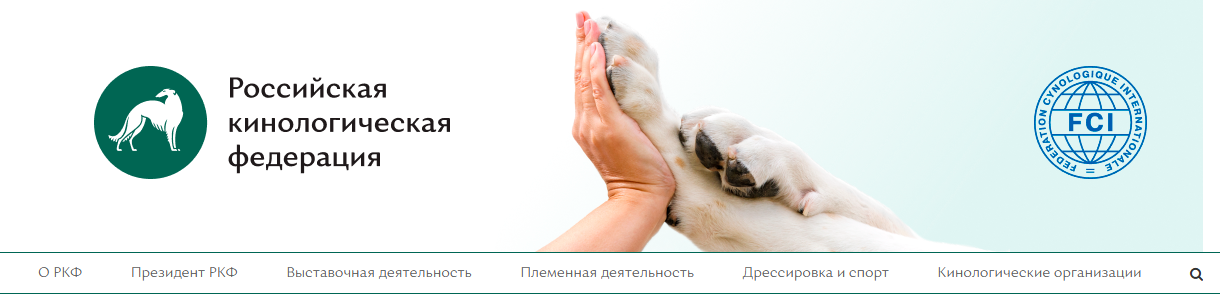 Российская
кинологическая
федерация
FEDERATION CYNOLOGIQUE INTERNATIONALE
FCI
О РКФ Президент РКФ Выставочная деятельность Племенная деятельность Дрессировка и спорт Кинологические организации